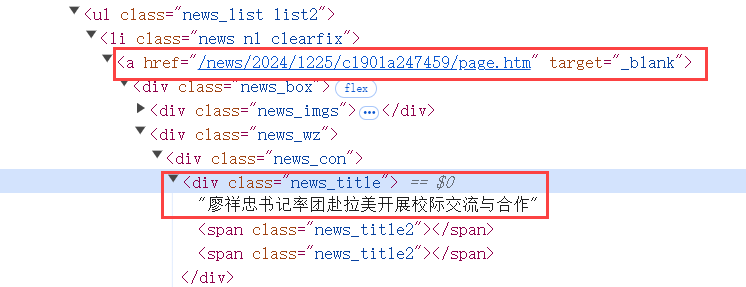 <ul class="news_list list2">
<li class="news n1 clearfix">
<a href="/news/2024/1225/c1901a247459/page.htm" target="_blank">
<div class="news_box"> flex
<div class="news_imgs"> ••• </div>
<div class="news_wz">
<div class="news_con">
<div class="news_title"> == $0
"廖祥忠书记率团赴拉美开展校际交流与合作"
<span class="news_title2"></span>
<span class="news_title2"></span>
</div>